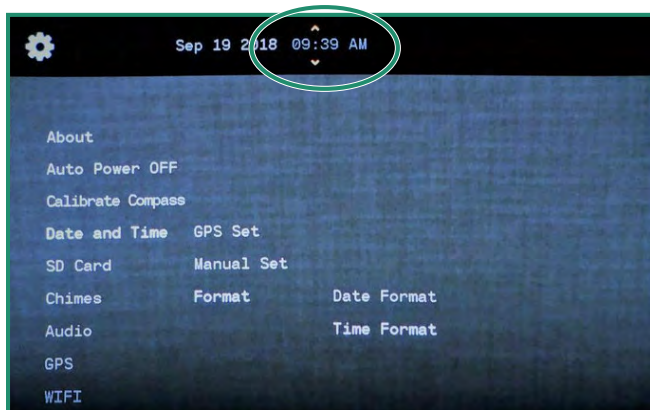 Sep 19 2018 09:39 AM
About
Auto Power OFF
Calibrate Compass
Date and Time GPS Set
SD Card Manual Set
Chimes Format Date Format
Audio Time Format
GPS
WIFI